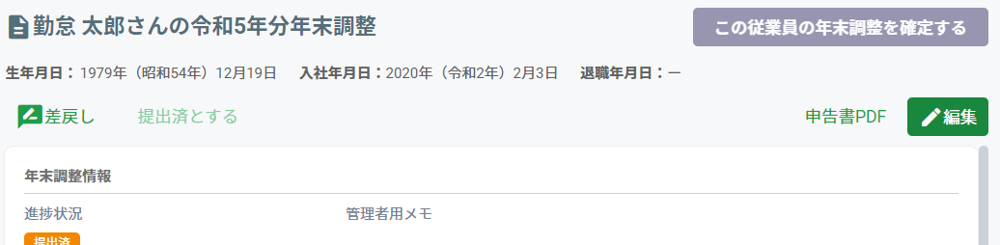 勤怠 太郎さんの令和5年分年末調整
この従業員の年末調整を確定する
生年月日： 1979年（昭和54年）12月19日 入社年月日：2020年（令和2年）2月3日 退職年月日：ー
差戻し 提出済とする 申告書PDF 編集
年末調整情報
進捗状況 管理者用メモ
提出済